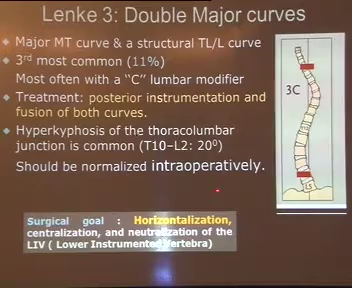 Lenke 3: Double Major curves
Major MT curve & a structural TL/L curve
3rd most common (11%)
Most often with a "C" lumbar modifier
Treatment: posterior instrumentation and
fusion of both curves.
Hyperkyphosis of the thoracolumbar
junction is common (T10–L2: 20⁰)
Should be normalized intraoperatively.
3C
Surgical goal : Horizontalization,
centralization, and neutralization of the
LIV ( Lower Instrumented Vertebra)